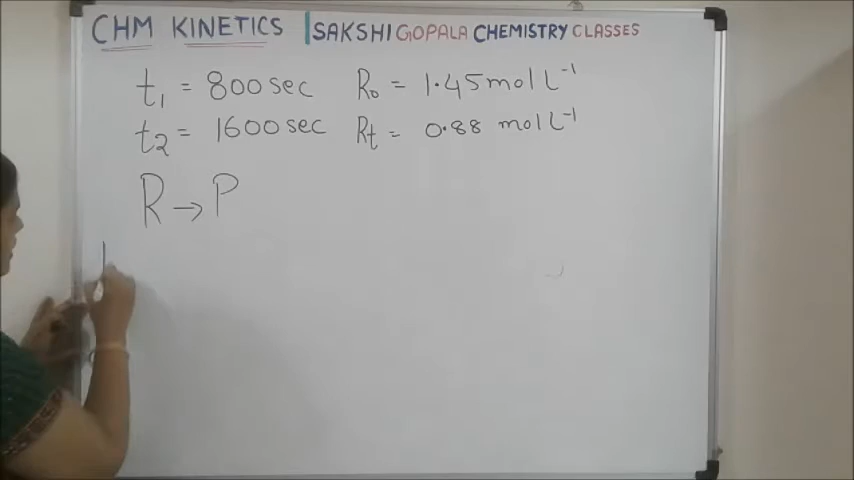 CHM KINETICS | SAKSHI GOPALA CHEMISTRY CLASSES
t₁ = 800 sec R₀ = 1.45 mol L⁻¹
t₂ = 1600 sec Rt = 0.88 mol L⁻¹
R → P